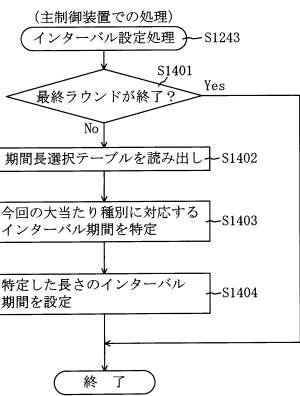 (主制御装置での処理)
インターバル設定処理
S1243
S1401
最終ラウンドが終了？
Yes
No
期間長選択テーブルを読み出し
S1402
今回の大当たり種別に対応する
インターバル期間を特定
S1403
特定した長さのインターバル
期間を設定
S1404
終 了